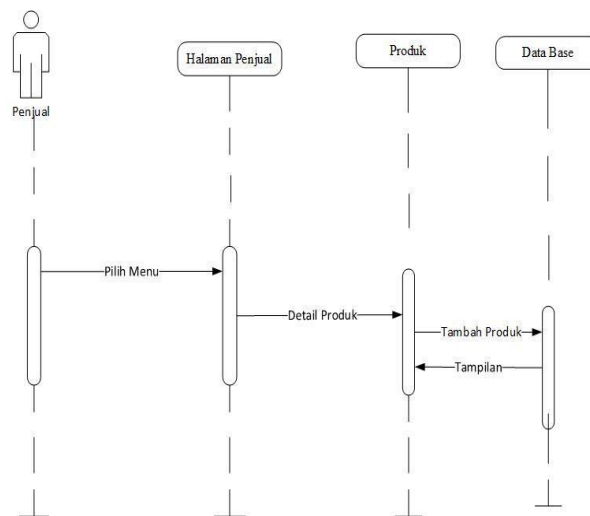 Penjual
Halaman Penjual
Produk
Data Base
Pilih Menu
Detail Produk
Tambah Produk
Tampilan